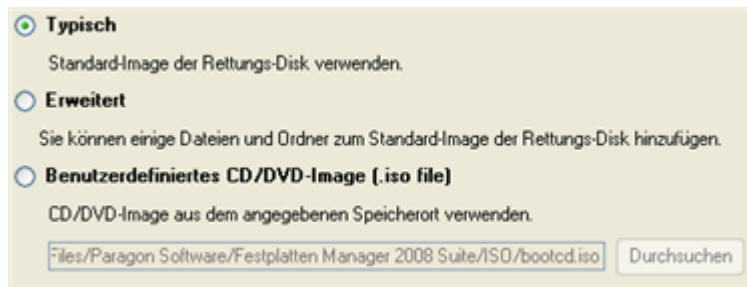 Typisch
Standard-Image der Rettungs-Disk verwenden.
Erweitert
Sie können einige Dateien und Ordner zum Standard-Image der Rettungs-Disk hinzufügen.
Benutzerdefiniertes CD/DVD-Image (.iso file)
CD/DVD-Image aus dem angegebenen Speicherort verwenden.
Files/Paragon Software/Festplatten Manager 2008 Suite/ISO/bootcd.iso Durchsuchen